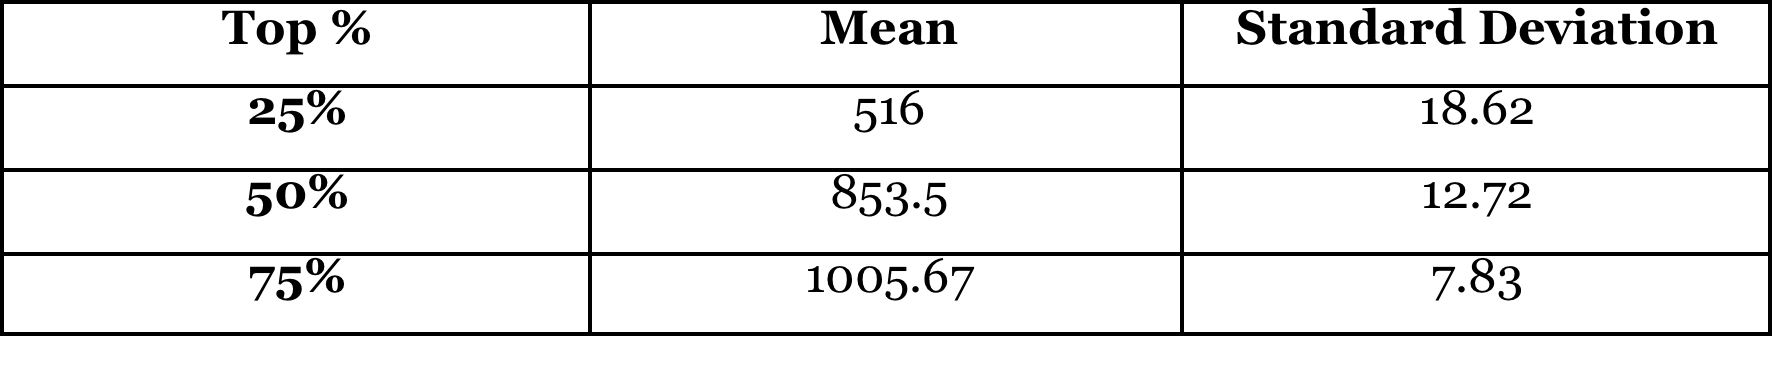 Top % Mean Standard Deviation
25% 516 18.62
50% 853.5 12.72
75% 1005.67 7.83